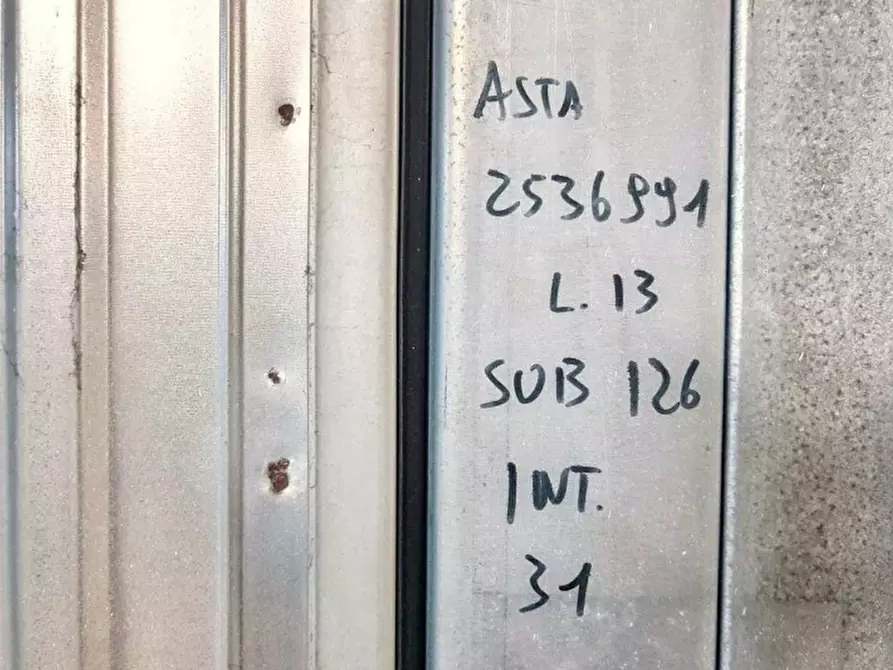 ASTA
2536991
L. 13
SUB 126
INT.
31